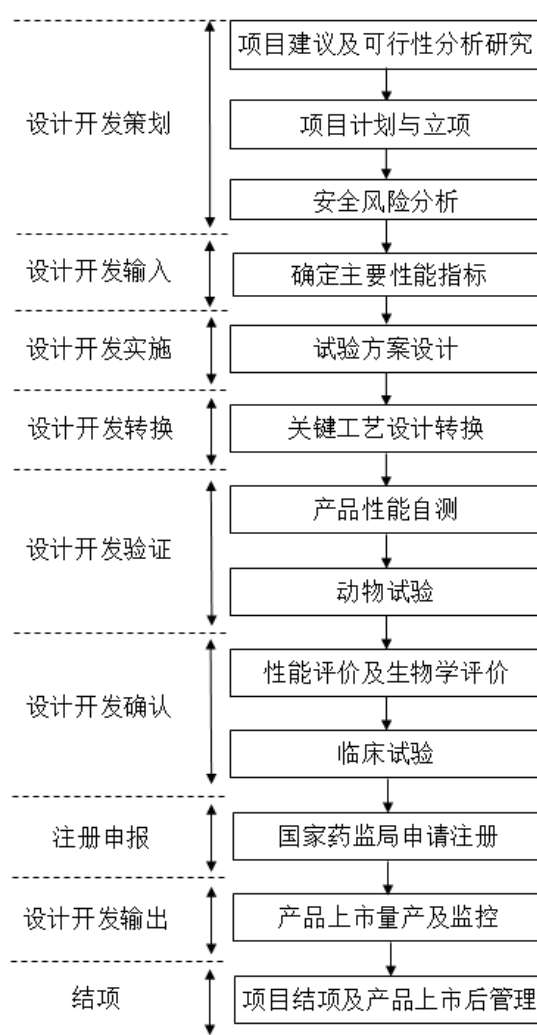 项目建议及可行性分析研究
设计开发策划
项目计划与立项
安全风险分析
设计开发输入
确定主要性能指标
设计开发实施
试验方案设计
设计开发转换
关键工艺设计转换
产品性能自测
设计开发验证
动物试验
性能评价及生物学评价
设计开发确认
临床试验
注册申报
国家药监局申请注册
设计开发输出
产品上市量产及监控
结项
项目结项及产品上市后管理